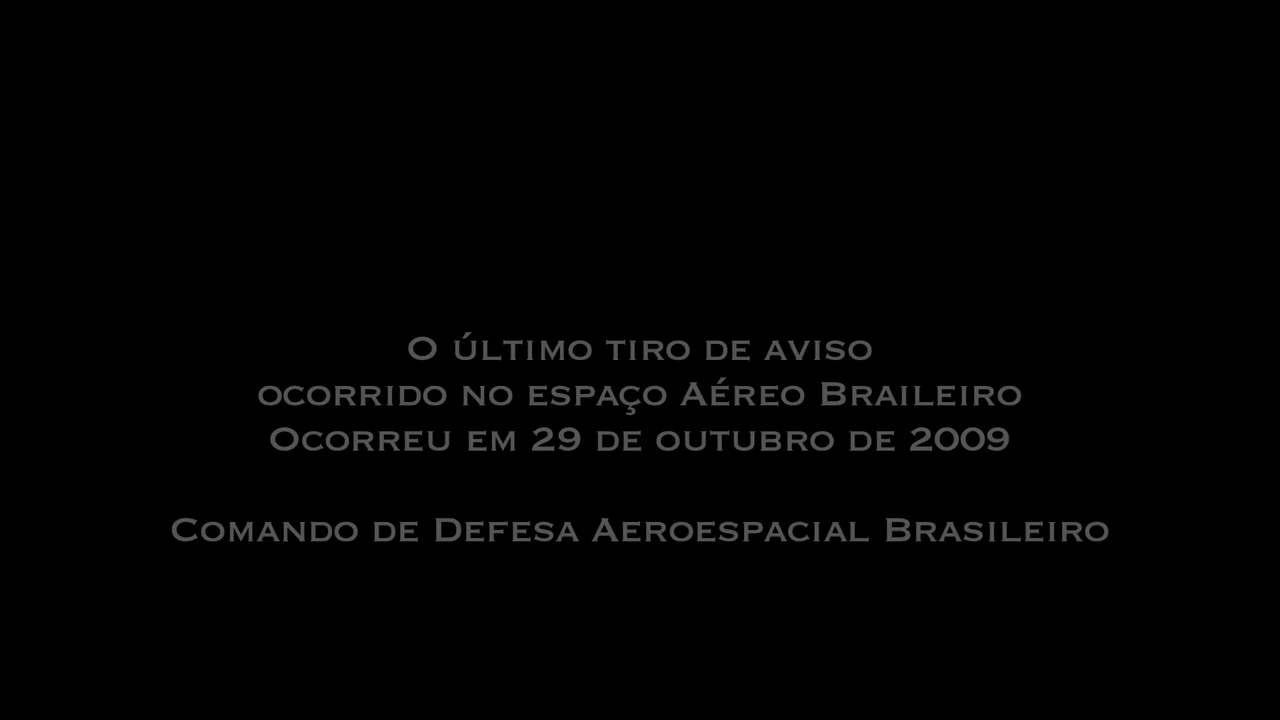 O último tiro de aviso
ocorrido no espaço Aéreo Braileiro
Ocorreu em 29 de outubro de 2009
Comando de Defesa Aeroespacial Brasileiro